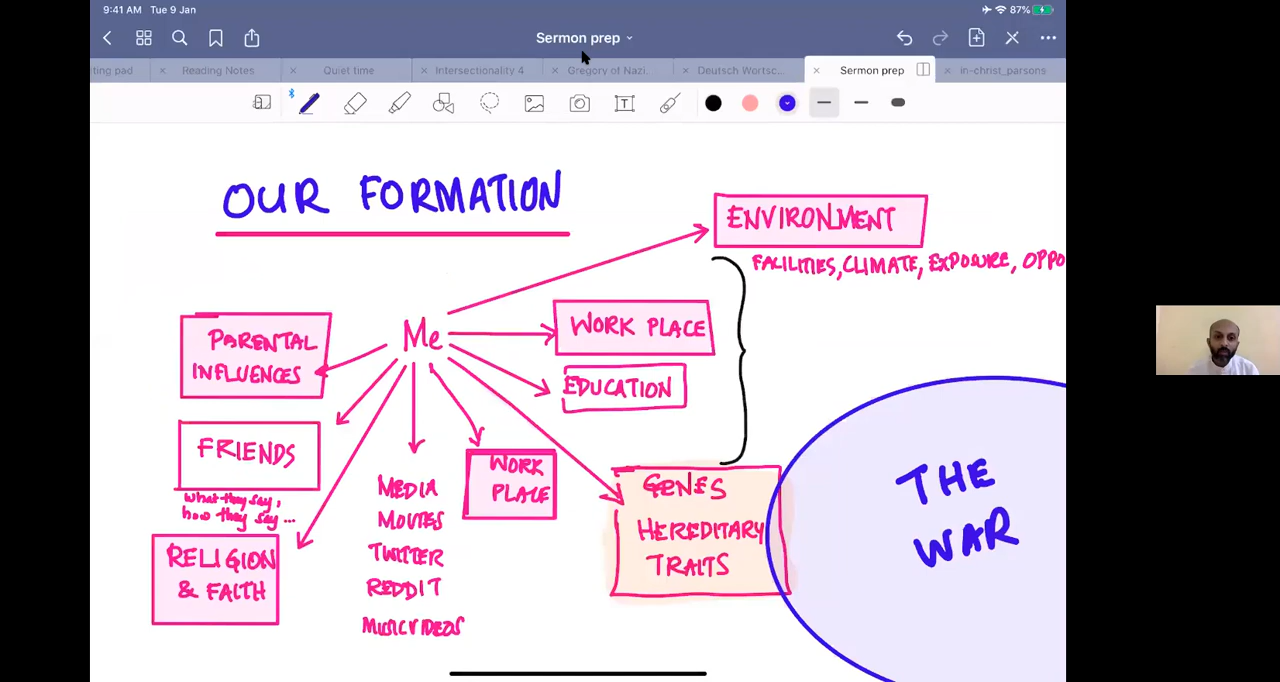 9:41 AM Tue 9 Jan
87%
Sermon prep
ting pad
Reading Notes
Quiet time
Intersectionality 4
Gregory of Nazi.
Deutsch Wortsc...
Sermon prep
in-christ_parsons
T
OUR FORMATION
ENVIRONMENT
FACILITIES, CLIMATE, EXPOSURE, OPPO
Me
WORK PLACE
PARENTAL
INFLUENCES
EDUCATION
FRIENDS
what they say,
how they say ...
RELIGION
& FAITH
MEDIA
MOVIES
TWITTER
REDDIT
MUSIC VIDEOS
WORK
PLACE
GENES
HEREDITARY
TRAITS
THE
WAR